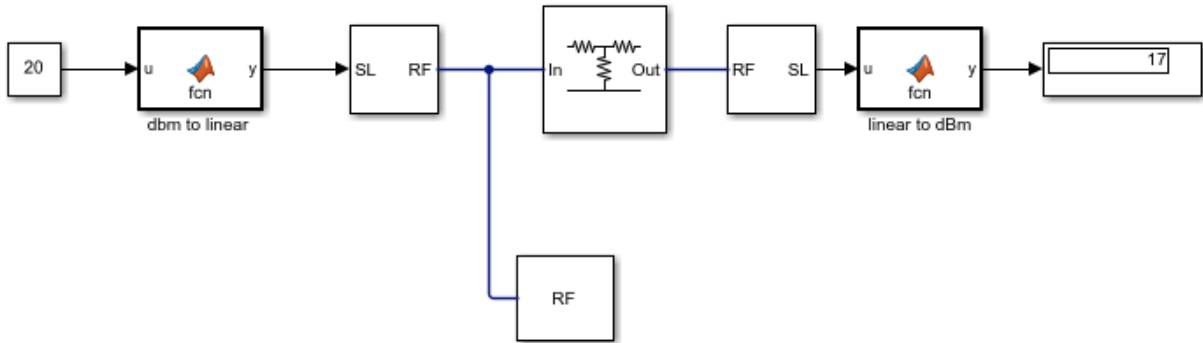 20
u
y
fcn
dbm to linear
SL
RF
In
Out
RF
SL
u
y
fcn
linear to dBm
17
RF